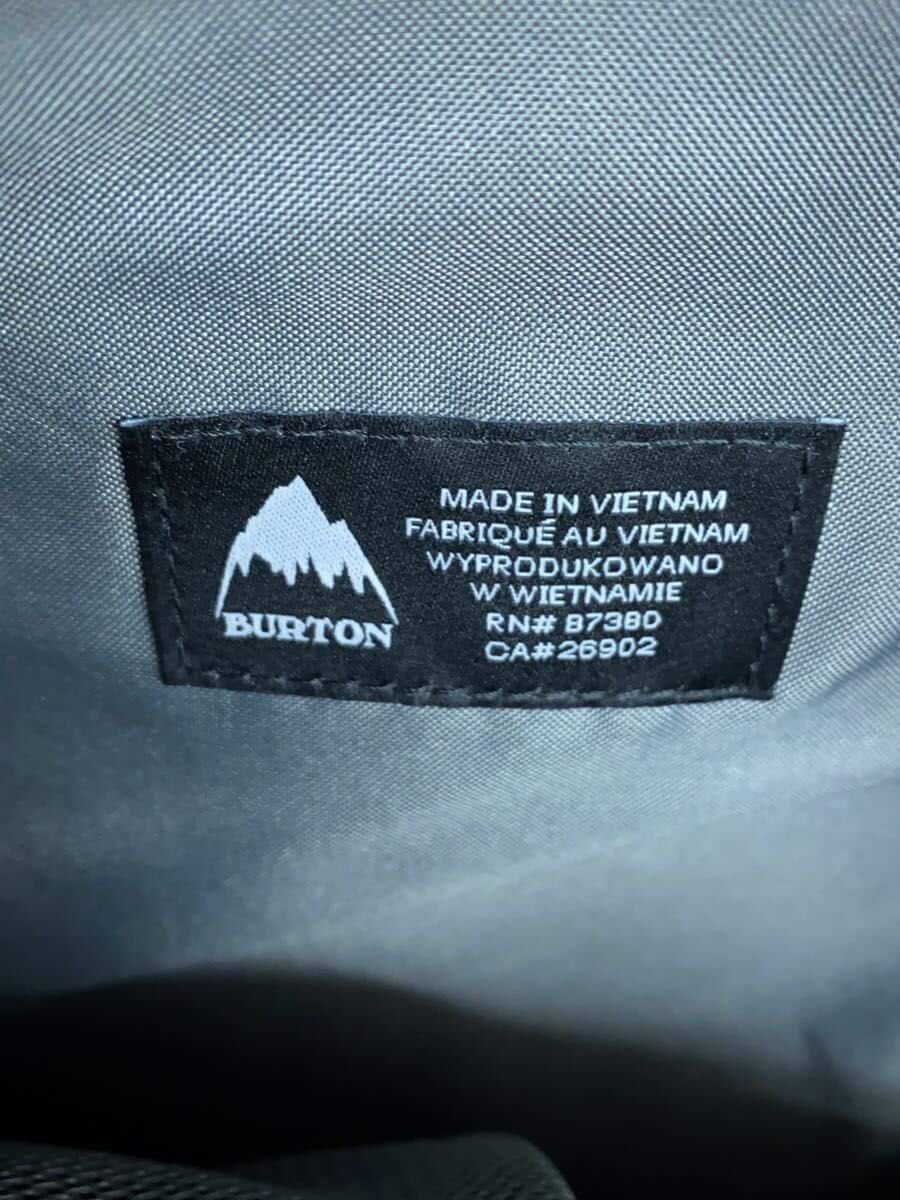 BURTON
MADE IN VIETNAM
FABRIQUÉ AU VIETNAM
WYPRODUKOWANO
W WIETNAMIE
RN# 87380
CA#26902